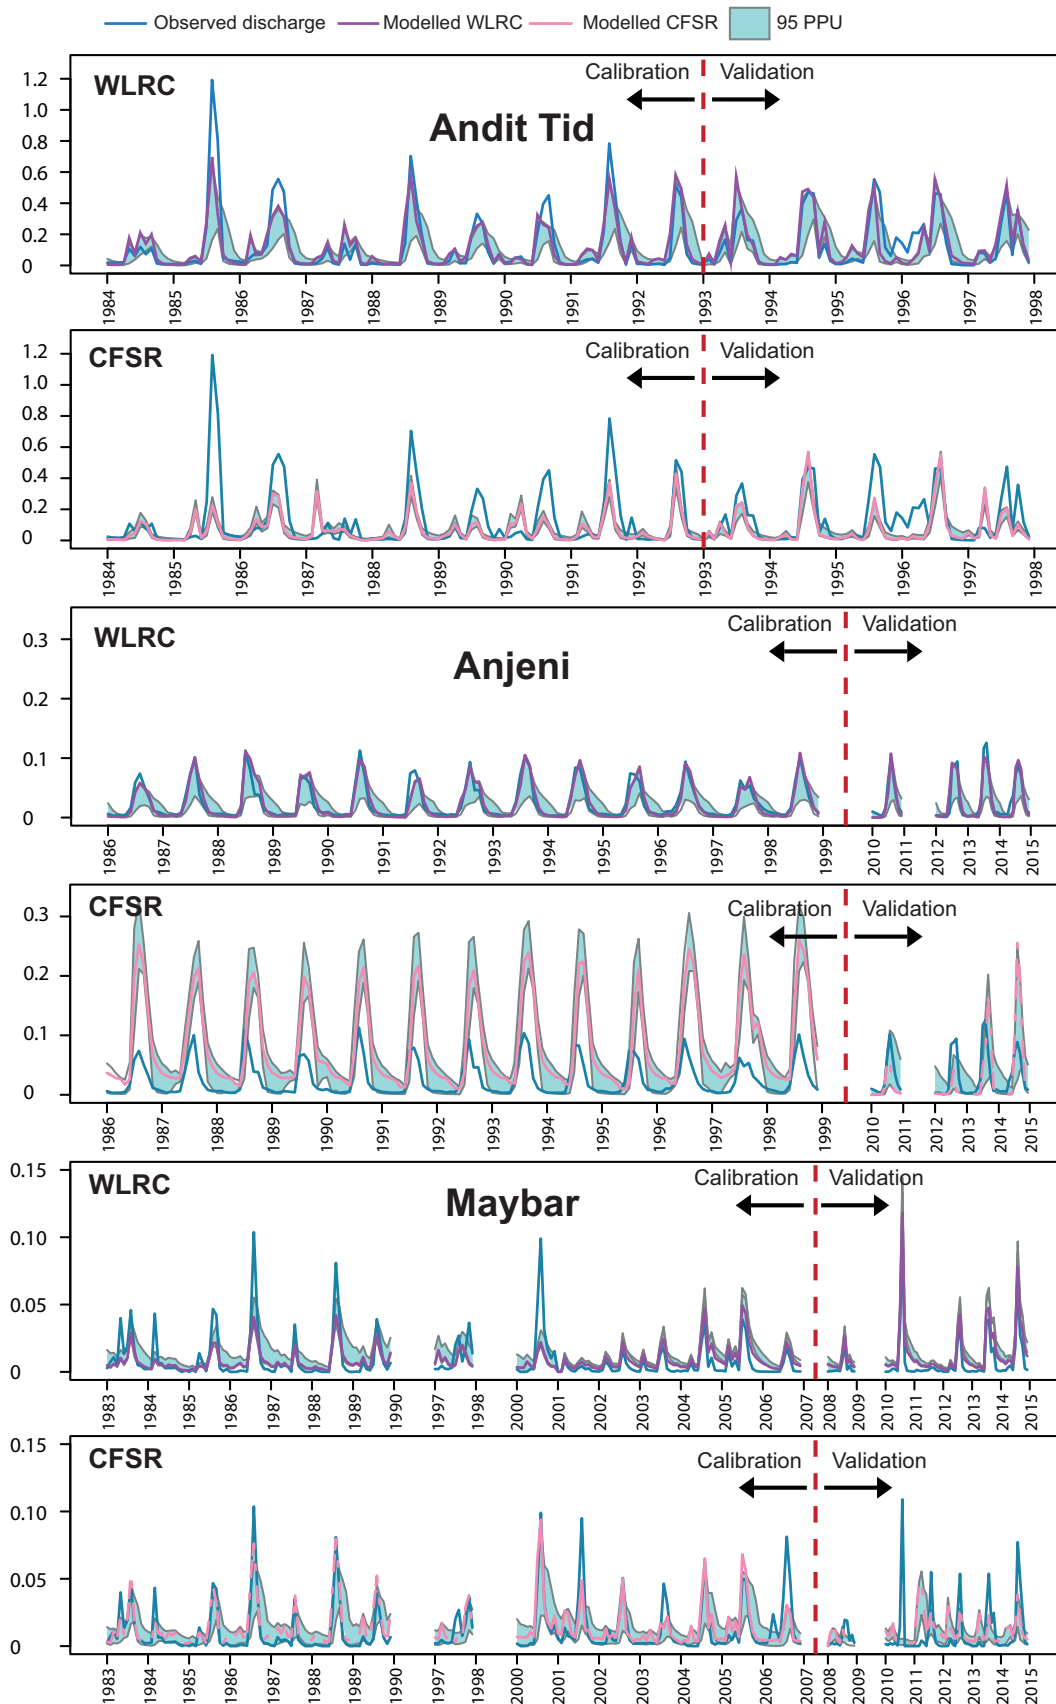 Observed discharge Modelled WLRC Modelled CFSR 95 PPU
WLRC Calibration Validation
Andit Tid
1.2
1.0
0.8
0.6
0.4
0.2
0
1984 1985 1986 1987 1988 1989 1990 1991 1992 1993 1994 1995 1996 1997 1998
CFSR Calibration Validation
1.2
1.0
0.8
0.6
0.4
0.2
0
1984 1985 1986 1987 1988 1989 1990 1991 1992 1993 1994 1995 1996 1997 1998
WLRC Calibration Validation
Anjeni
0.3
0.2
0.1
0
1986 1987 1988 1989 1990 1991 1992 1993 1994 1995 1996 1997 1998 1999 2010 2011 2012 2013 2014 2015
CFSR Calibration Validation
0.3
0.2
0.1
0
1986 1987 1988 1989 1990 1991 1992 1993 1994 1995 1996 1997 1998 1999 2010 2011 2012 2013 2014 2015
WLRC Calibration Validation
Maybar
0.15
0.10
0.05
0
1983 1984 1985 1986 1987 1988 1989 1990 1997 1998 2000 2001 2002 2003 2004 2005 2006 2007 2008 2009 2010 2011 2012 2013 2014 2015
CFSR Calibration Validation
0.15
0.10
0.05
0
1983 1984 1985 1986 1987 1988 1989 1990 1997 1998 2000 2001 2002 2003 2004 2005 2006 2007 2008 2009 2010 2011 2012 2013 2014 2015